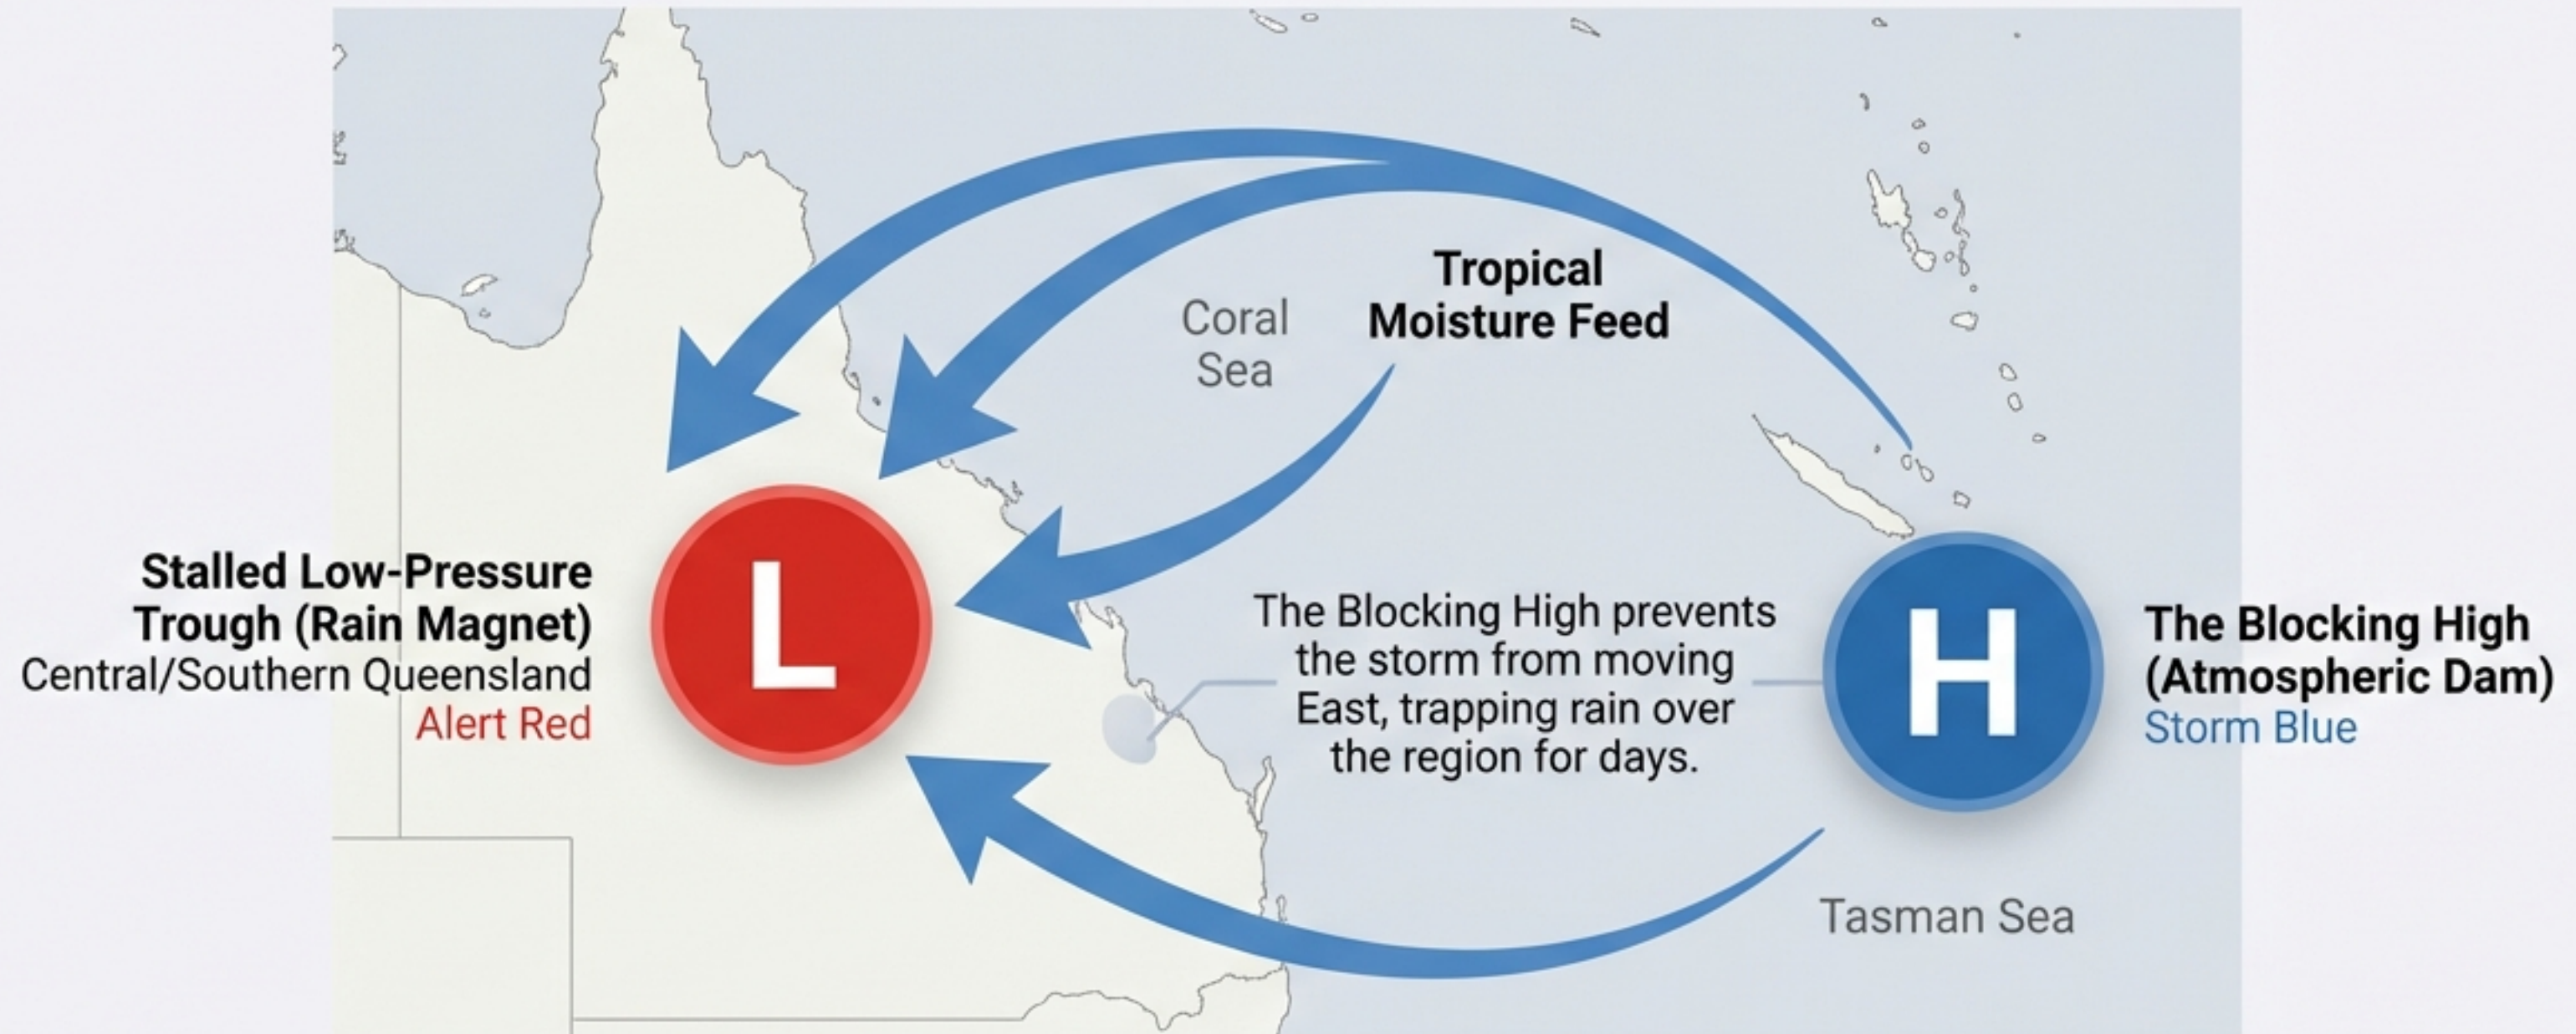 Tropical
Moisture Feed
Coral
Sea
Stalled Low-Pressure
Trough (Rain Magnet)
Central/Southern Queensland
Alert Red
L
The Blocking High prevents
the storm from moving
East, trapping rain over
the region for days.
H
The Blocking High
(Atmospheric Dam)
Storm Blue
Tasman Sea